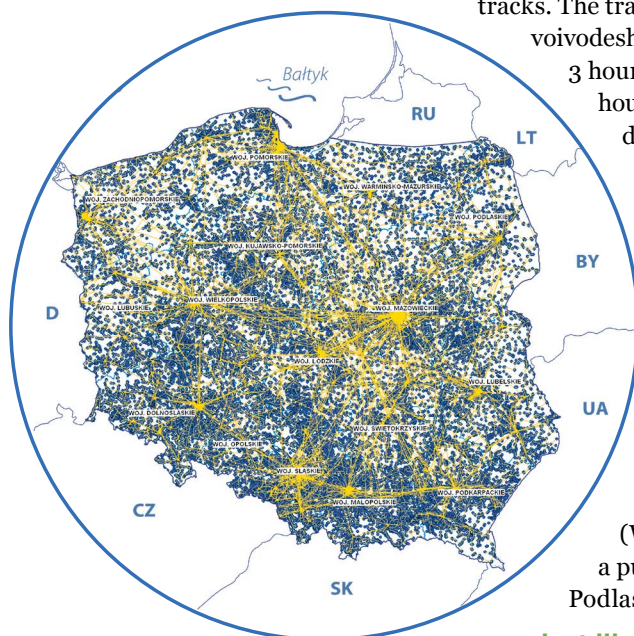 tracks. The tra
voivodesh
3 hour
hou
d
Bałtyk
RU
LT
WOJ. POMORSKIE
WOJ. WARMIŃSKO-MAZURSKIE
WOJ. ZACHODNIOPOMORSKIE
WOJ. PODLASKIE
WOJ. KUJAWSKO-POMORSKIE
BY
D
WOJ. LUBUSKIE
WOJ. WIELKOPOLSKIE
WOJ. MAZOWIECKIE
WOJ. ŁÓDZKIE
WOJ. LUBELSKIE
UA
WOJ. DOLNOŚLĄSKIE
WOJ. ŚWIĘTOKRZYSKIE
WOJ. OPOLSKIE
WOJ. ŚLĄSKIE
WOJ. PODKARPACKIE
WOJ. MAŁOPOLSKIE
CZ
SK
(W
a pu
Podlas